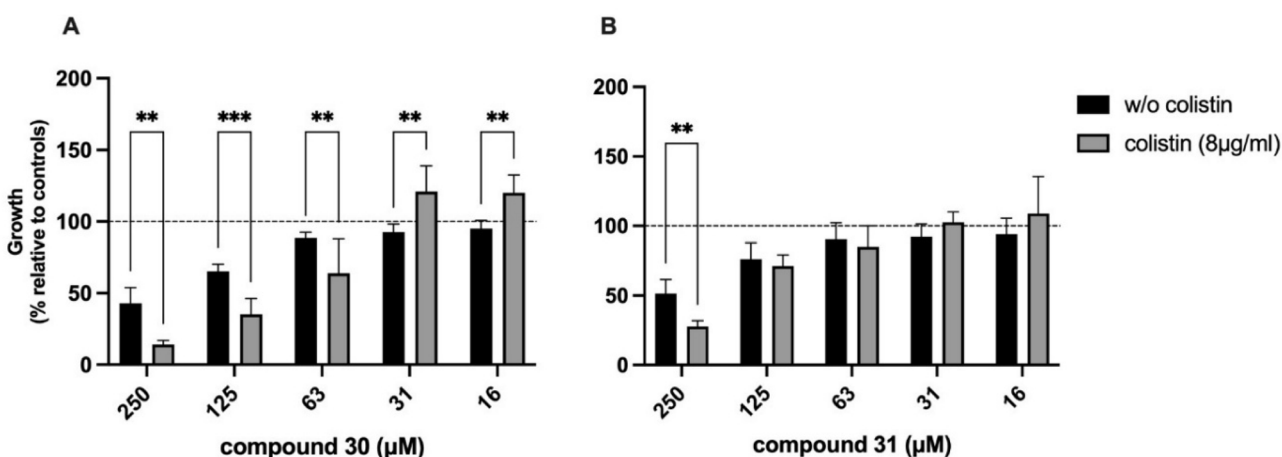 A
B
Growth
(% relative to controls)
200
150
100
50
0
** *** ** ** **
250 125 63 31 16
compound 30 (µM)
200
150
100
50
0
**
250 125 63 31 16
compound 31 (µM)
w/o colistin
colistin (8µg/ml)